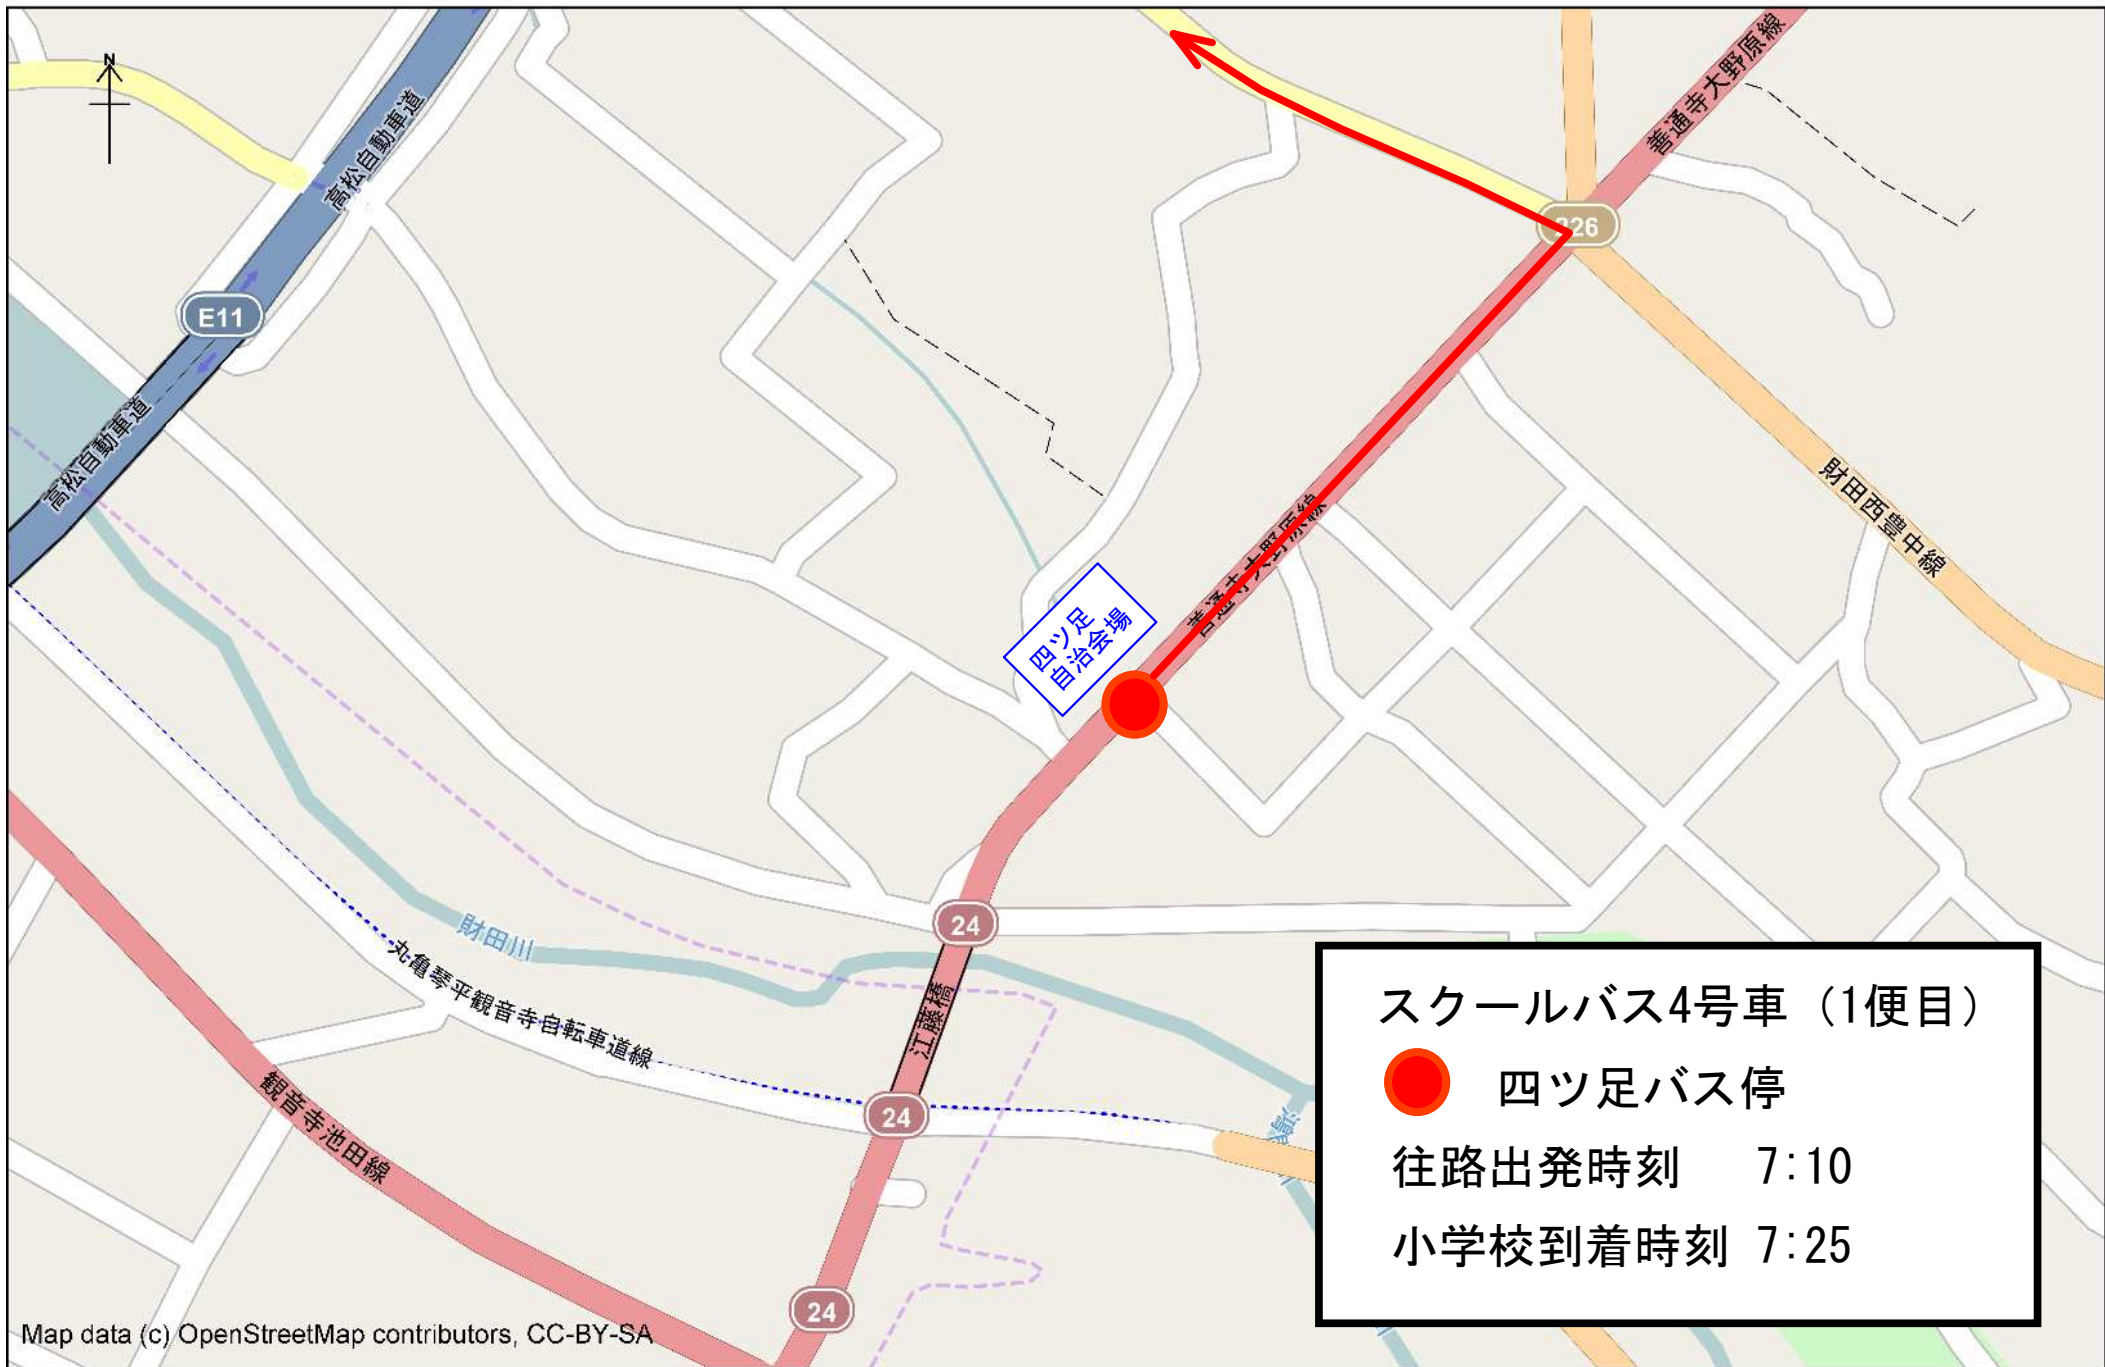 N
高松自動車道
善通寺大野原線
226
E11
高松自動車道
財田西豊中線
善通寺大野原線
四ツ足
自治会場
24
財田川
丸亀琴平観音寺自転車道線
江藤橋
24
観音寺池田線
24
スクールバス4号車（1便目）
四ツ足バス停
往路出発時刻 7:10
小学校到着時刻 7:25
Map data (c) OpenStreetMap contributors, CC-BY-SA